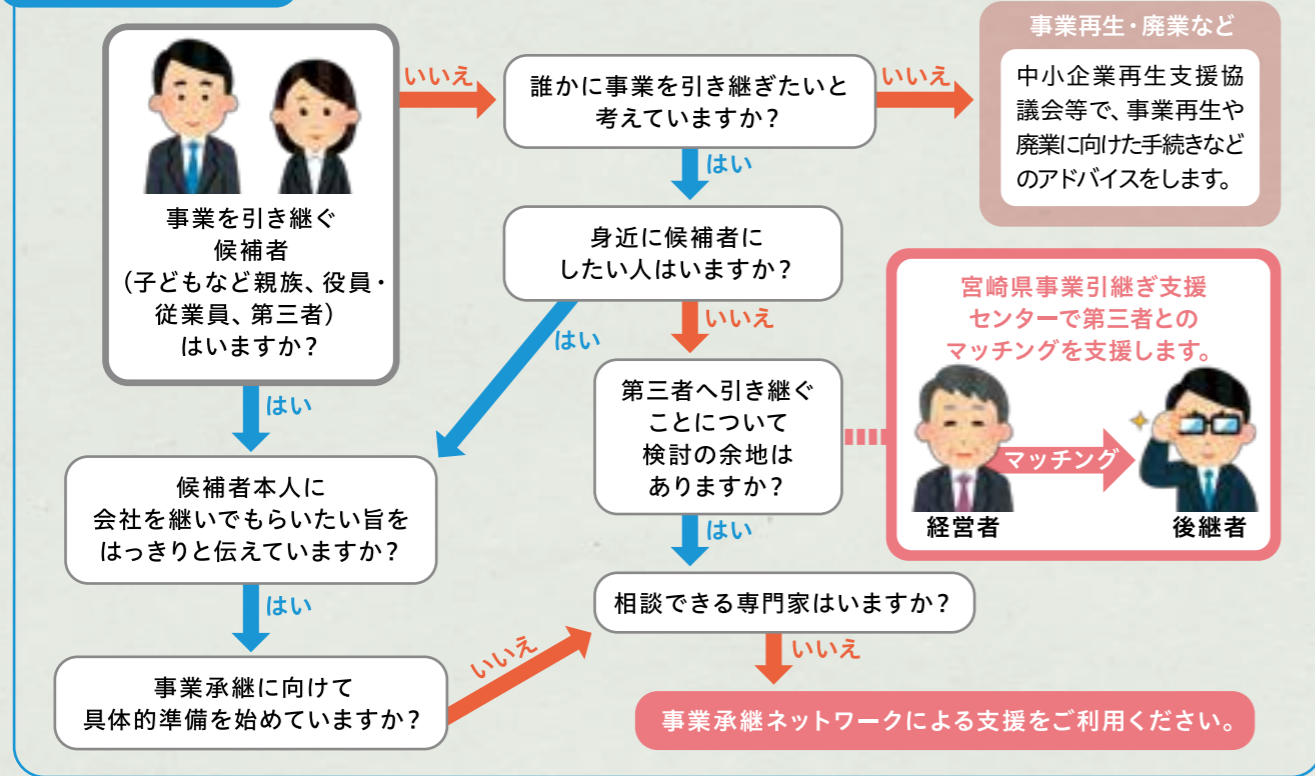 事業を引き継ぐ
候補者
（子どもなど親族、役員・
従業員、第三者）
はいますか？
いいえ
誰かに事業を引き継ぎたいと
考えていますか？
いいえ
事業再生・廃業など
中小企業再生支援協
議会等で、事業再生や
廃業に向けた手続きなど
のアドバイスをします。
はい
身近に候補者に
したい人はいますか？
はい
いいえ
第三者へ引き継ぐ
ことについて
検討の余地は
ありますか？
宮崎県事業引継ぎ支援
センターで第三者との
マッチングを支援します。
マッチング
経営者
後継者
はい
候補者本人に
会社を継いでもらいたい旨を
はっきりと伝えていますか？
はい
事業承継に向けて
具体的準備を始めていますか？
いいえ
はい
相談できる専門家はいますか？
いいえ
事業承継ネットワークによる支援をご利用ください。